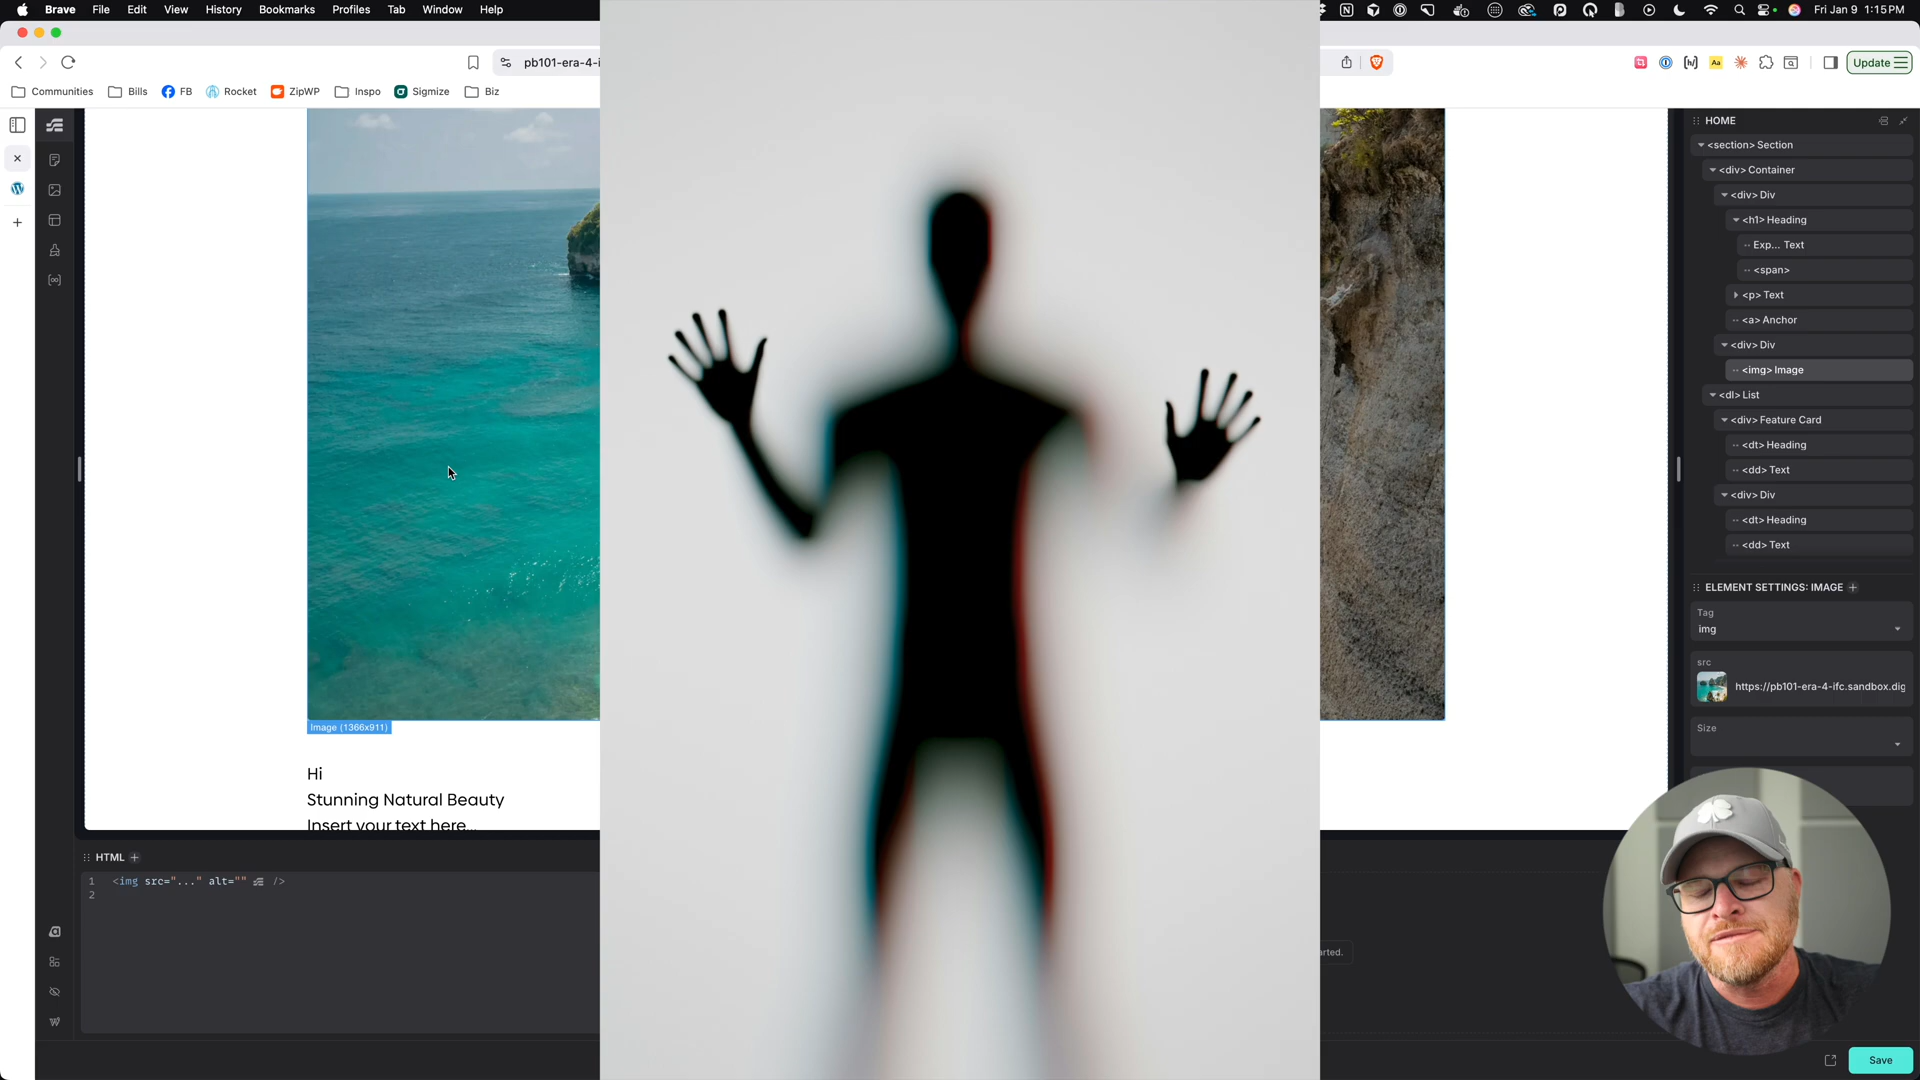 Brave File Edit View History Bookmarks Profiles Tab Window Help
Fri Jan 9 1:15 PM
pb101-era-4-i
Update
Communities Bills FB Rocket ZipWP Inspo Sigmize Biz
HOME
<section> Section
<div> Container
<div> Div
<h1> Heading
Exp... Text
<span>
<p> Text
<a> Anchor
<div> Div
<img> Image
<dl> List
<div> Feature Card
<dt> Heading
<dd> Text
<div> Div
<dt> Heading
<dd> Text
ELEMENT SETTINGS: IMAGE
Tag
img
src
https://pb101-era-4-ifc.sandbox.dig
Size
Image (1366x911)
Hi
Stunning Natural Beauty
Insert your text here...
HTML
1 <img src="..." alt="" />
2
arted.
Save